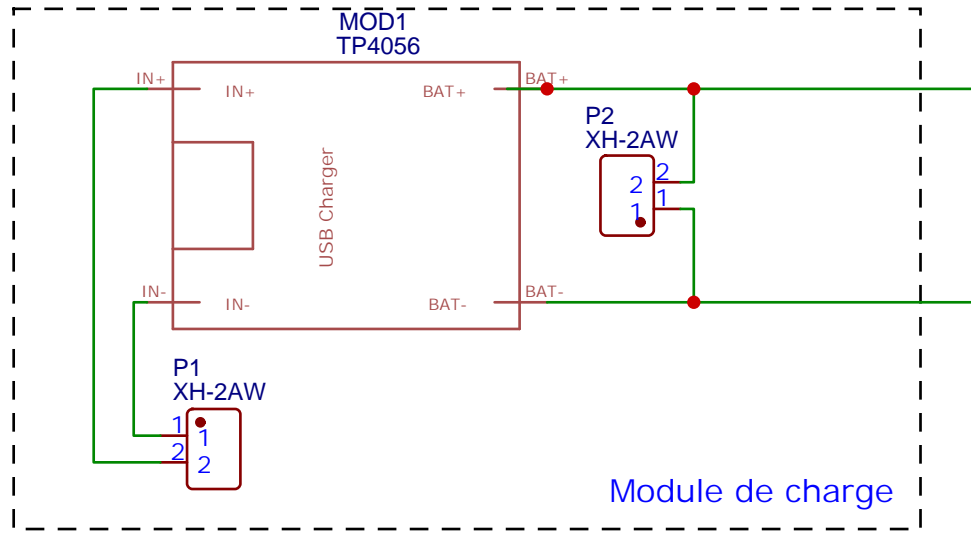 MOD1
TP4056
IN+
IN+
BAT+
BAT+
USB Charger
P2
XH-2AW
2
2
1
1
IN-
IN-
BAT-
BAT-
P1
XH-2AW
1
1
2
2
Module de charge